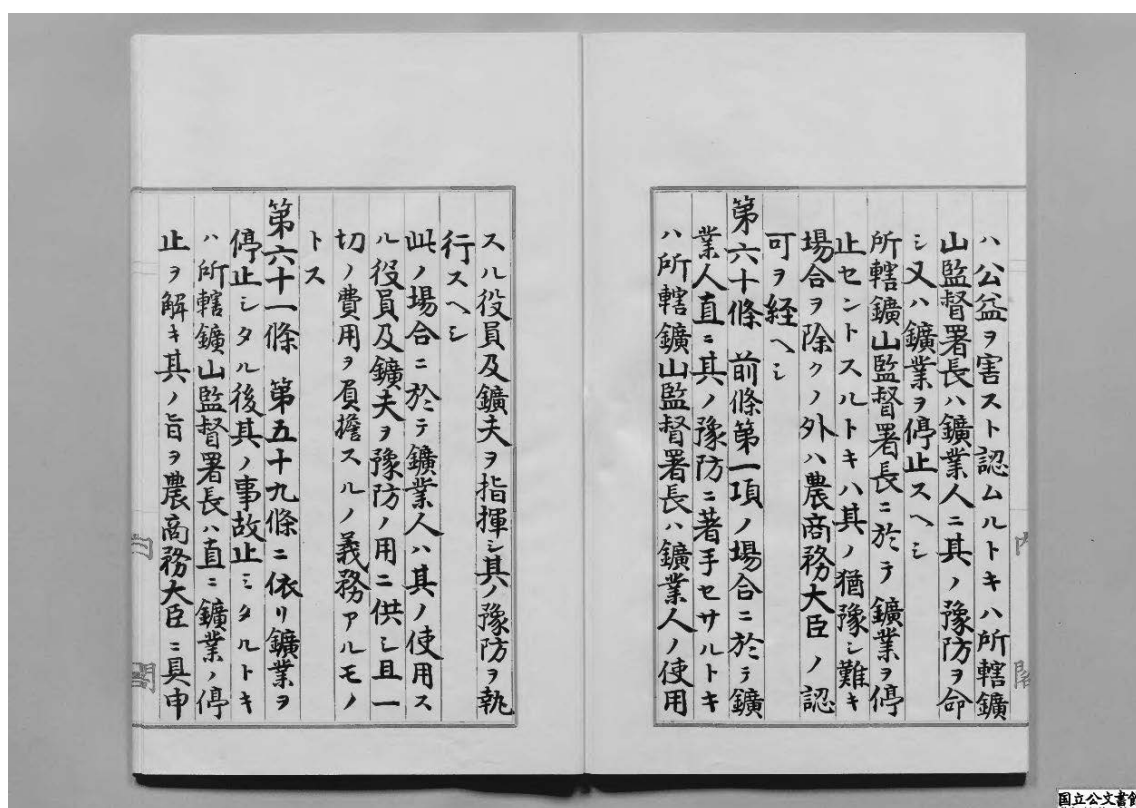 ハ公益ヲ害スト認ムルトキハ所轄鑛
山監督署長ハ鑛業人ニ其ノ豫防ヲ命
シ又ハ鑛業ヲ停止スヘシ
所轄鑛山監督署長ニ於テ鑛業ヲ停
止セントスルトキハ其ノ猶豫シ難キ
場合ヲ除クノ外ハ農商務大臣ノ認
可ヲ経ヘシ
第六十條 前條第一項ノ場合ニ於テ鑛
業人直ニ其ノ豫防ニ著手セサルトキ
ハ所轄鑛山監督署長ハ鑛業人ノ使用
スル役員及鑛夫ヲ指揮シ其ノ豫防ヲ執
行スヘシ
此ノ場合ニ於テ鑛業人ハ其ノ使用ス
ル役員及鑛夫ヲ豫防ノ用ニ供シ且一
切ノ費用ヲ負擔スルノ義務アルモノ
トス
第六十一條 第五十九條ニ依リ鑛業ヲ
停止シタル後其ノ事故止ミタルトキ
ハ所轄鑛山監督署長ハ直ニ鑛業ノ停
止ヲ解キ其ノ旨ヲ農商務大臣ニ具申
内閣
国立公文書館